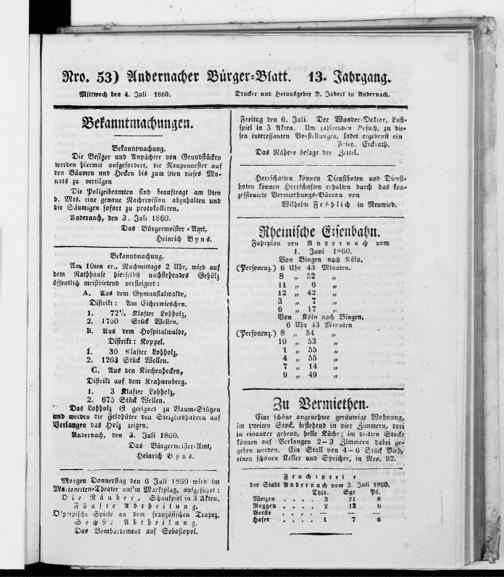 Nro. 53) Andernacher Bürger-Blatt. 13. Jahrgang.
Mittwoch den 4. Juli 1860.
Drucker und Herausgeber in Andernach.
Bekanntmachungen.
Bekanntmachung.
Die Besitzer und Anpächter von Grundstücken
werden hiermit aufgefordert, die Raupennester auf
den Bäumen und Hecken bis zum 9ten dieses Mo-
nats zu vertilgen
Die Polizeibeamten sind beauftragt am 9ten
d. Mts. eine genaue Nachrevision abzuhalten und
die Säumigen sofort zu protokolliren.
Andernach, den 3. Juli 1860.
Das Bürgermeister-Amt,
Heinrich Byns.
Bekanntmachung.
Am 10ten cr., Nachmittags 2 Uhr, wird auf
dem Rathhause hierselbst nachstehendes Gehölz
öffentlich meistbietend versteigert:
A. Aus dem Gymnasialwalde,
Distrikt: Am Eicherwieschen.
1. 72½ Klafter Lohholz,
2. 1750 Stück Wellen.
B. Aus dem Hospitalwalde,
Distrikt: Koppel.
1. 30 Klafter Lohholz,
2. 1263 Stück Wellen.
C. Aus den Kirchenhecken,
Distrikt auf dem Krahnenberg.
1. 3 Klafter Lohholz,
2. 675 Stück Wellen.
Das Lohholz ist geeignet zu Baum-Stützen
und werden die Feldhüter den Steigliebhabern auf
Verlangen das Holz zeigen.
Andernach, den 3. Juli 1860.
Das Bürgermeister-Amt,
Heinrich Byns.
Morgen Donnerstag den 6 Juli 1860 wird im
Marionetten-Theater auf'm Marktplatz, aufgeführt:
Die Räuber, Schauspiel in 3 Akten.
Fünfte Abtheilung.
Olympische Spiele an dem französischen Trapez.
Sechste Abtheilung.
Das Bombardement auf Sebastopol.
Freitag den 6. Juli. Der Wander-Doktor, Lust-
spiel in 3 Akten. Um zahlreichen Besuch, zu die-
sen interessanten Vorstellungen, ladet ergebenst ein
Das Nähere besagt der Zettel.
Herrschaften können Dienstboten und Dienst-
boten können Herrschaften erhalten durch das kon-
zessionirte Vermiethungs-Büreau von
Wilhelm Fröhlich in Neuwied.
Rheinische Eisenbahn.
Fahrplan von Andernach vom
1. Juni 1860.
Von Bingen nach Köln.
(Personenz.) 6 Uhr 43 Minuten.
8 „ 52 „
11 „ 6 „
12 „ 42 „
3 „ 7 „
6 „ 17 „
Von Köln nach Bingen.
6 Uhr 43 Minuten
(Personenz.) 8 „ 54 „
10 „ 53 „
1 „ 55 „
4 „ 55 „
7 „ 14 „
9 „ 49 „
Zu Vermiethen.
Eine schöne angenehme geräumige Wohnung,
im zweiten Stock, bestehend in vier Zimmern, drei
in einander gehend, helle Küche; im dritten Stocke
können auf Verlangen 2-3 Zimmern dabei ge-
geben werden. Ein Stall von 4-6 Stück Vieh,
einen schönen Keller und Speicher, in Nro. 92.
Fruchtpreise
der Stadt Andernach vom 3. Juli 1860.
Thlr. Sgr Pf.
Weizen . . . . 3 21 8
Roggen . . . . 2 13 6
Gerste . . . . — — —
Hafer . . . . 1 7 6